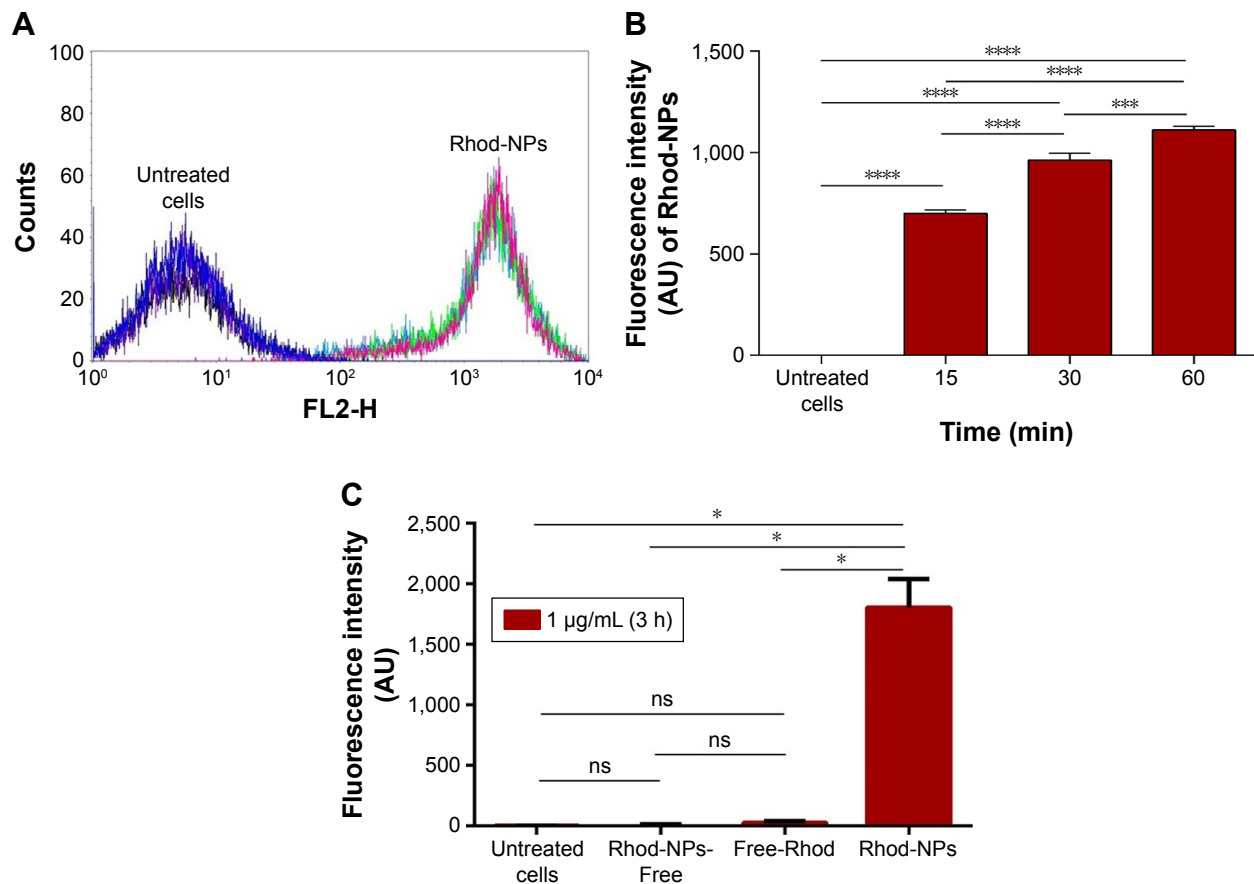 A
100
80
60
40
20
0
Counts
Untreated
cells
Rhod-NPs
10⁰
10¹
10²
10³
10⁴
FL2-H
B
Fluorescence intensity
(AU) of Rhod-NPs
1,500
1,000
500
0
****
****
****
****
***
****
Untreated
cells
15
30
60
Time (min)
C
Fluorescence intensity
(AU)
2,500
2,000
1,500
1,000
500
0
*
*
*
1 µg/mL (3 h)
ns
ns
ns
Untreated
cells
Rhod-NPs-
Free
Free-Rhod
Rhod-NPs